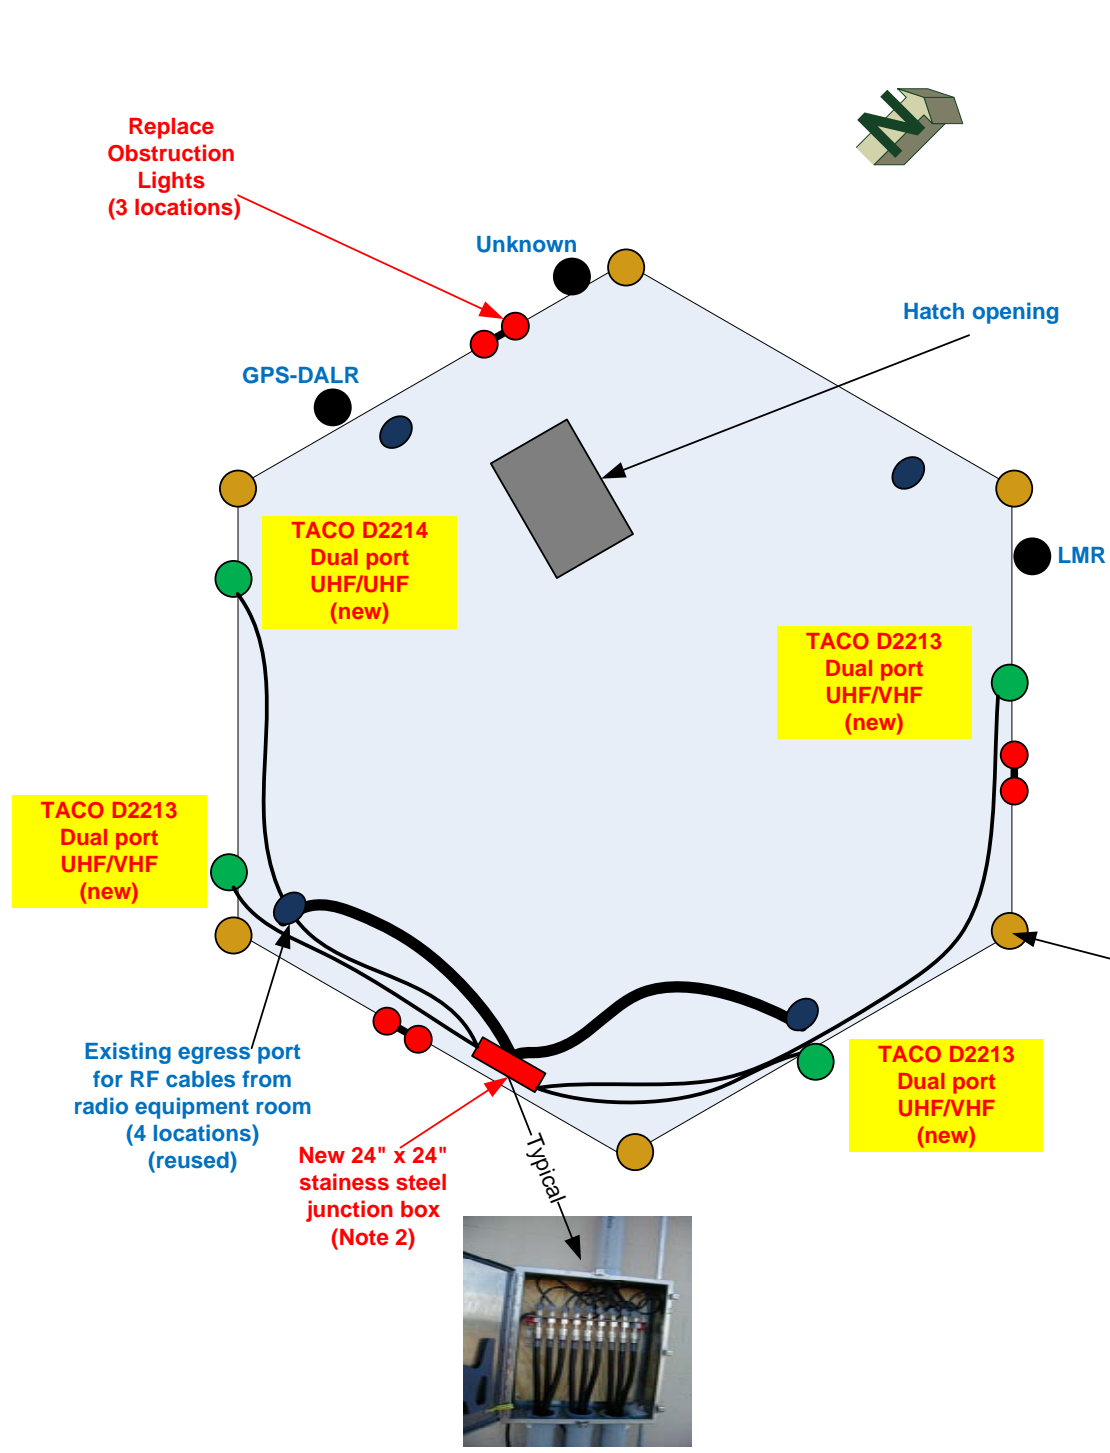 N
Replace
Obstruction
Lights
(3 locations)
Unknown
Hatch opening
GPS-DALR
TACO D2214
Dual port
UHF/UHF
(new)
LMR
TACO D2213
Dual port
UHF/VHF
(new)
TACO D2213
Dual port
UHF/VHF
(new)
Existing egress port
for RF cables from
radio equipment room
(4 locations)
(reused)
TACO D2213
Dual port
UHF/VHF
(new)
New 24" x 24"
stainess steel
junction box
(Note 2)
Typical